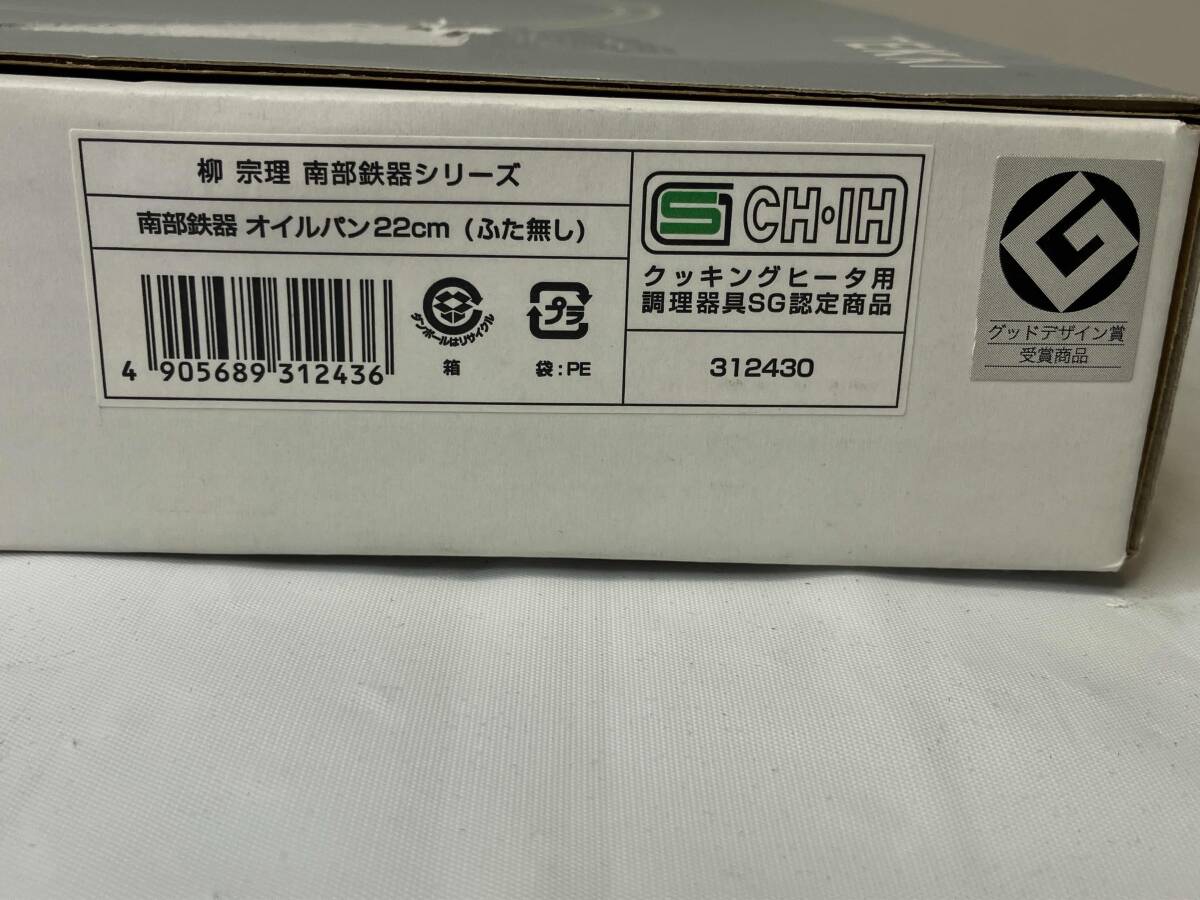 柳 宗理 南部鉄器シリーズ
南部鉄器 オイルパン22cm (ふた無し)
4 905689 312436
ダンボールはリサイクル
箱
プラ
袋:PE
S CH・IH
クッキングヒータ用
調理器具SG認定商品
312430
G
グッドデザイン賞
受賞商品